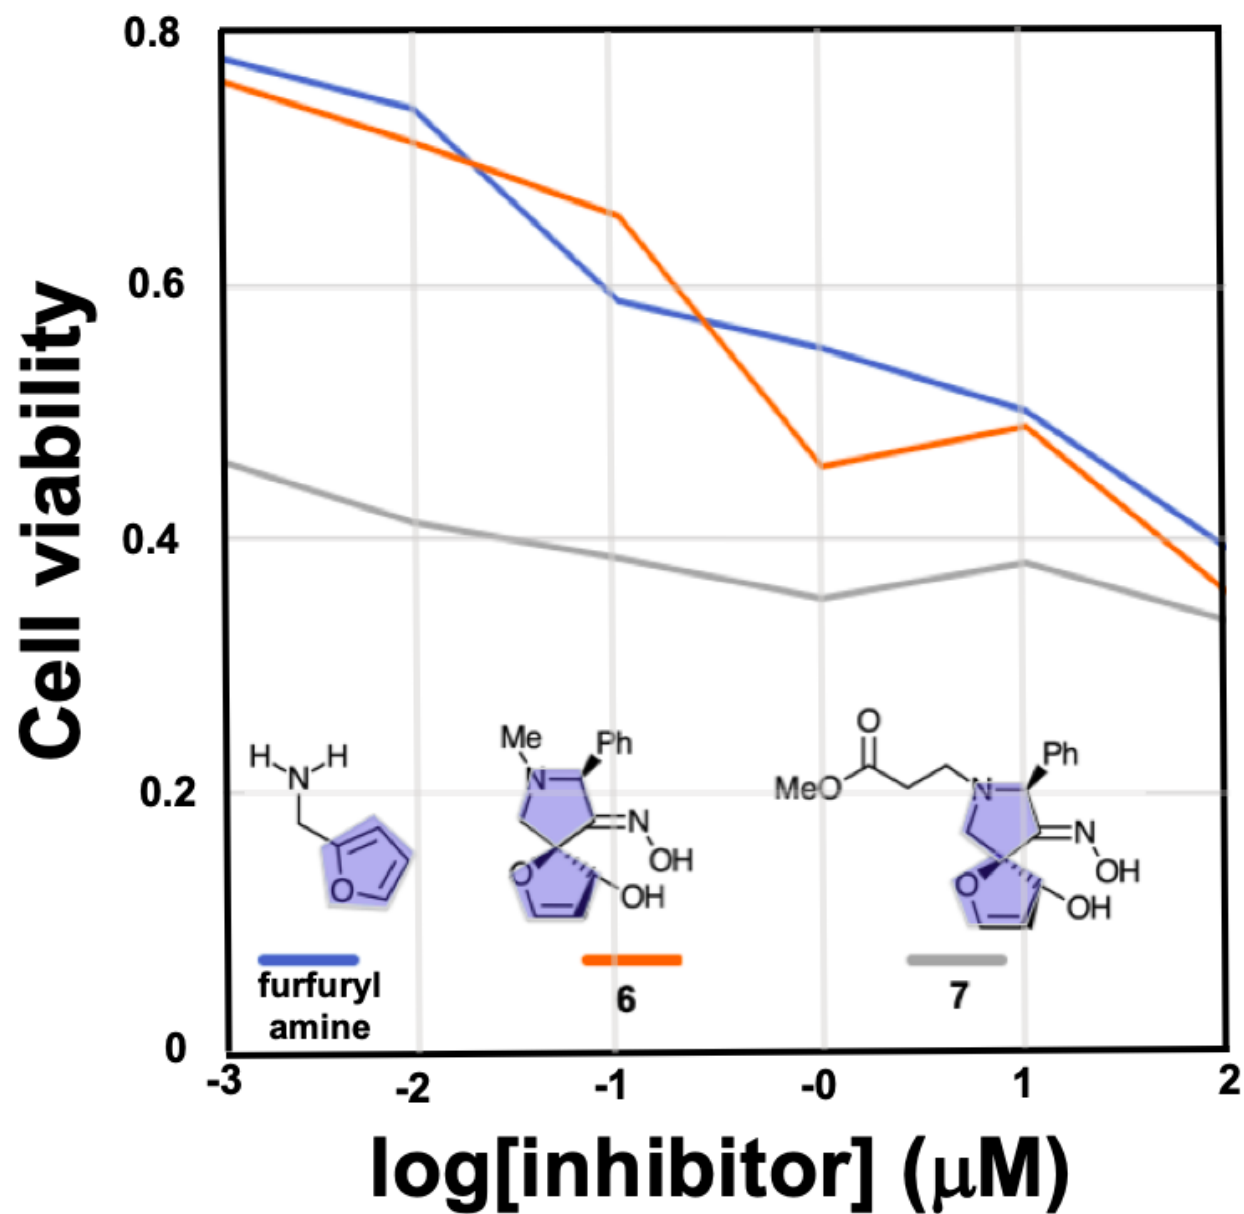 0.8
0.6
0.4
0.2
0
Cell viability
-3
-2
-1
-0
1
2
log[inhibitor] (μM)
H
H
N
O
furfuryl
amine
Me
Ph
N
N
OH
O
OH
6
O
MeO
Ph
N
N
OH
O
OH
7